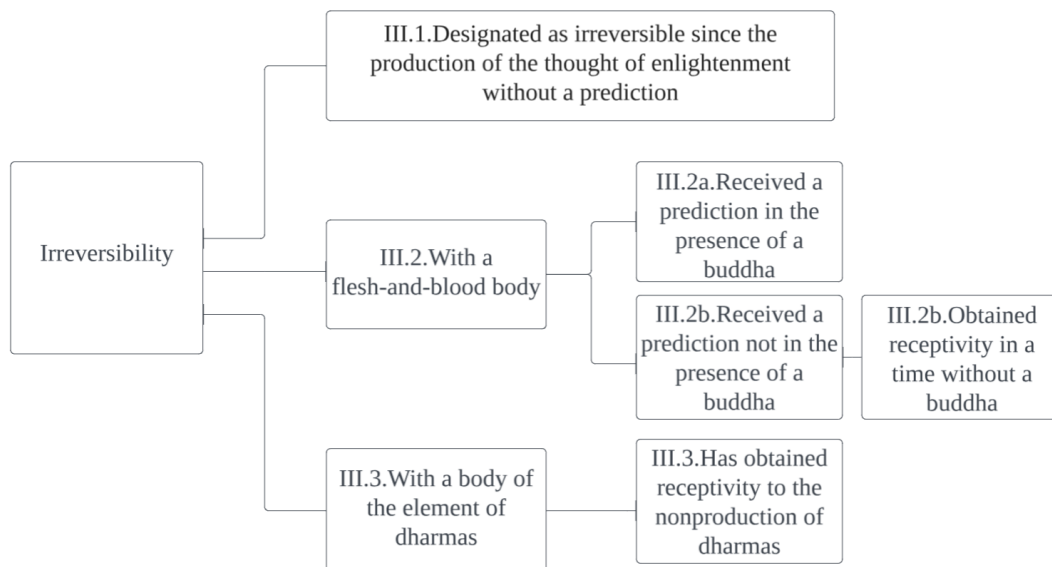 III.1.Designated as irreversible since the
production of the thought of enlightenment
without a prediction
Irreversibility
III.2.With a
flesh-and-blood body
III.2a.Received a
prediction in the
presence of a
buddha
III.2b.Received a
prediction not in the
presence of a
buddha
III.2b.Obtained
receptivity in a
time without a
buddha
III.3.With a body of
the element of
dharmas
III.3.Has obtained
receptivity to the
nonproduction of
dharmas